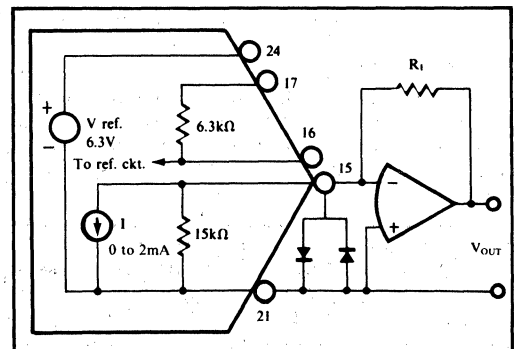 24
17
R₁
+
V ref.
6.3V
−
6.3kΩ
16
To ref. ckt.
15
−
I
0 to 2mA
15kΩ
+
V_OUT
21